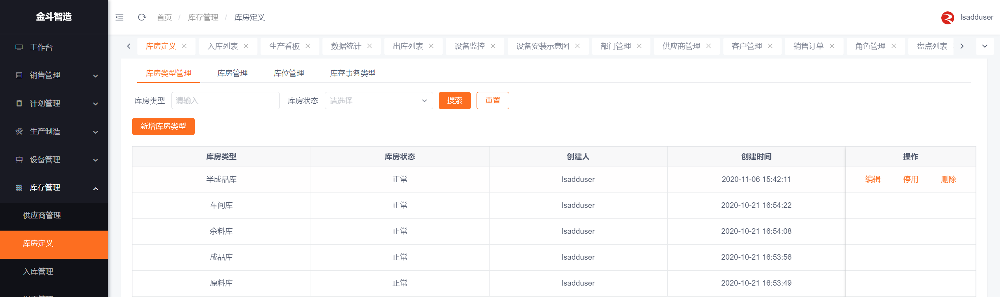 金斗智造
首页 / 库存管理 / 库房定义
lsadduser
工作台
销售管理
计划管理
生产制造
设备管理
库存管理
供应商管理
库房定义
入库管理
库房定义 入库列表 生产看板 数据统计 出库列表 设备监控 设备安装示意图 部门管理 供应商管理 客户管理 销售订单 角色管理 盘点列表
库房类型管理 库房管理 库位管理 库存事务类型
库房类型 请输入 库房状态 请选择 搜索 重置
新增库房类型
库房类型 库房状态 创建人 创建时间 操作
半成品库 正常 lsadduser 2020-11-06 15:42:11 编辑 停用 删除
车间库 正常 lsadduser 2020-10-21 16:54:22
余料库 正常 lsadduser 2020-10-21 16:54:08
成品库 正常 lsadduser 2020-10-21 16:53:56
原料库 正常 lsadduser 2020-10-21 16:53:49